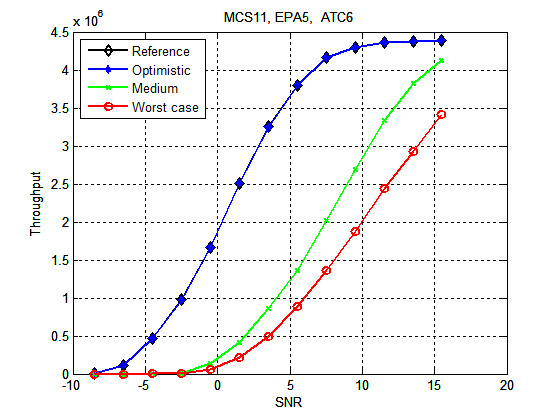 MCS11, EPA5, ATC6
x 10^6
4.5
4
3.5
3
2.5
2
1.5
1
0.5
0
Throughput
Reference
Optimistic
Medium
Worst case
-10 -5 0 5 10 15 20
SNR